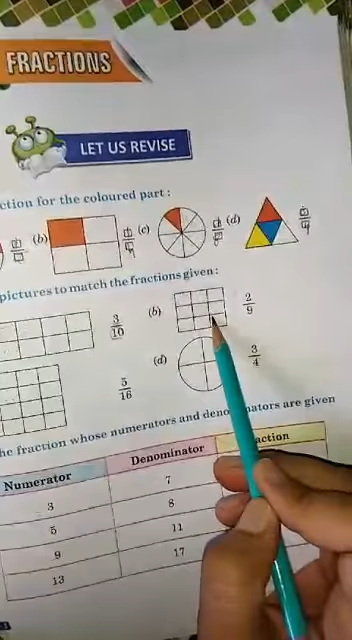 FRACTIONS
LET US REVISE
ction for the coloured part :
(b)
(c)
(d)
pictures to match the fractions given:
3/10
(b)
2/9
5/16
(d)
3/4
he fraction whose numerators and deno inators are given
Numerator Denominator action
3 7
5 8
9 11
13 17